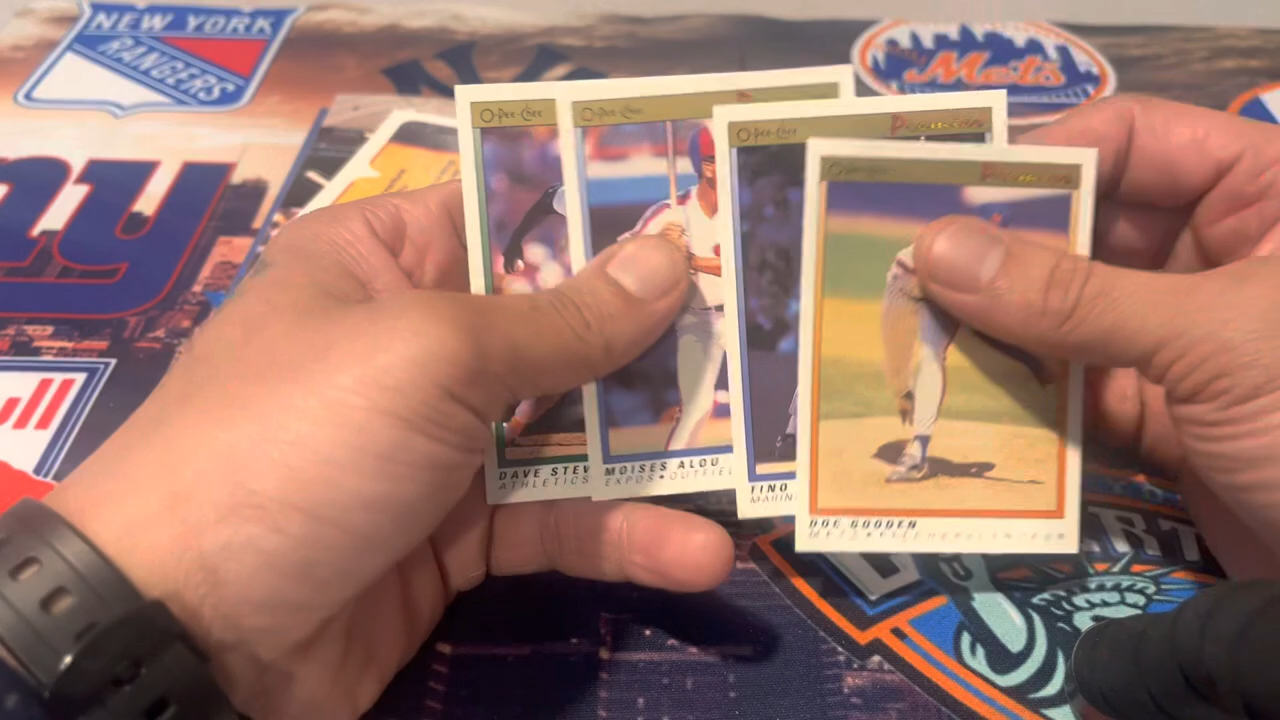 NEW YORK
RANGERS
Mets
ny
O-Pee-Chee
O-Pee-Chee
O-Pee-Chee Premier
Premier
DAVE STEW
ATHLETICS
MOISES ALOU
EXPOS • OUTFIEL
TINO
MARIN
DOC GOODEN
METS